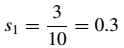 s₁ = 3/10 = 0.3